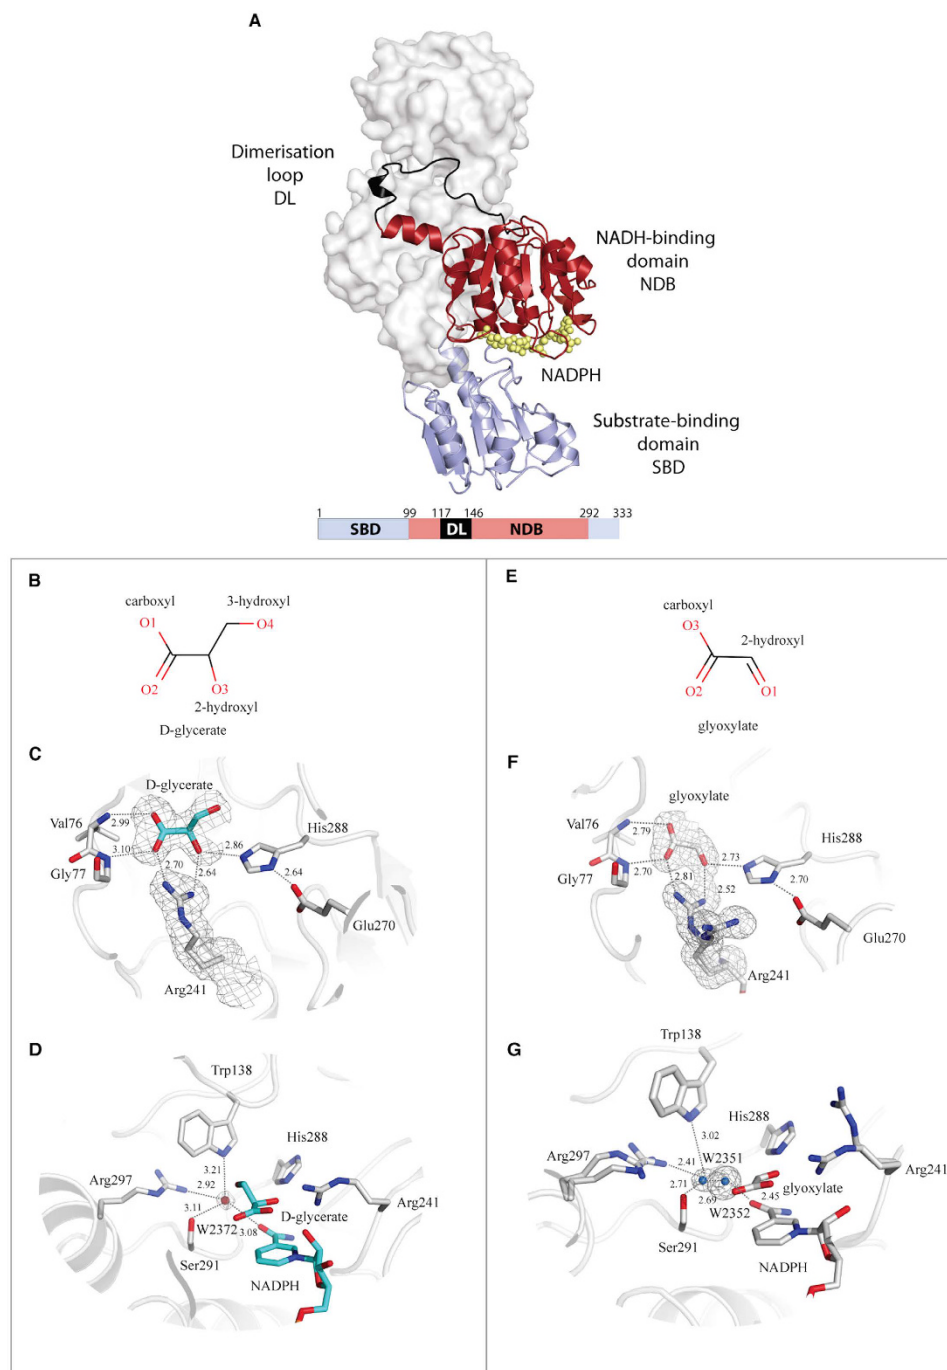 A
Dimerisation
loop
DL
NADH-binding
domain
NDB
NADPH
Substrate-binding
domain
SBD
1 99 117 146 292 333
SBD DL NDB
B
carboxyl 3-hydroxyl
O1 O4
O2 O3
2-hydroxyl
D-glycerate
C
D-glycerate
Val76
2.99
3.10
2.86
His288
Gly77
2.70
2.64
2.64
Glu270
Arg241
D
Trp138
His288
3.21
Arg297
2.92
Arg241
3.11
W2372
D-glycerate
3.08
Ser291
NADPH
E
carboxyl
O3
2-hydroxyl
O2 O1
glyoxylate
F
glyoxylate
Val76
2.79
His288
2.73
Gly77
2.70
2.81
2.70
2.52
Glu270
Arg241
G
Trp138
His288
3.02
Arg297
W2351
2.41
Arg241
2.71
glyoxylate
2.69
2.45
W2352
Ser291
NADPH